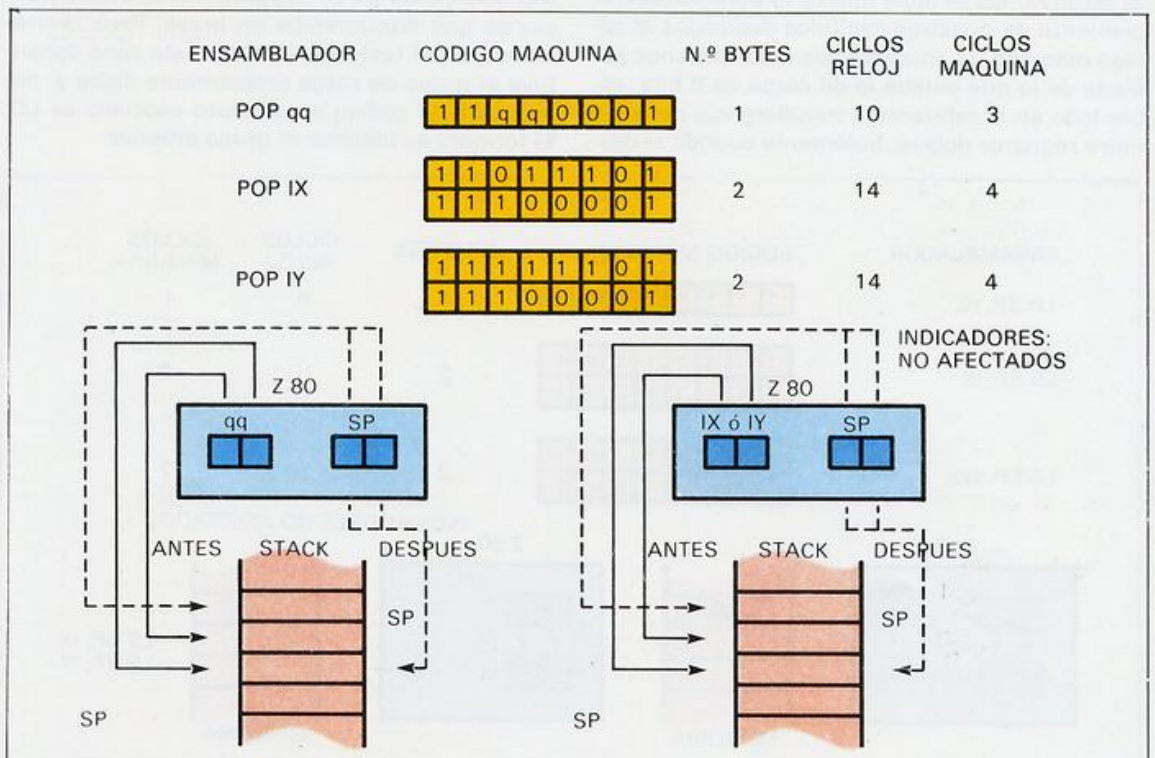 ENSAMBLADOR CODIGO MAQUINA N.º BYTES CICLOS RELOJ CICLOS MAQUINA
POP qq 1 1 q q 0 0 0 1 1 10 3
POP IX 1 1 0 1 1 1 0 1 2 14 4
1 1 1 0 0 0 0 1
POP IY 1 1 1 1 1 1 0 1 2 14 4
1 1 1 0 0 0 0 1
INDICADORES:
NO AFECTADOS
Z 80
qq SP
ANTES STACK DESPUES
SP
SP
Z 80
IX ó IY SP
ANTES STACK DESPUES
SP
SP